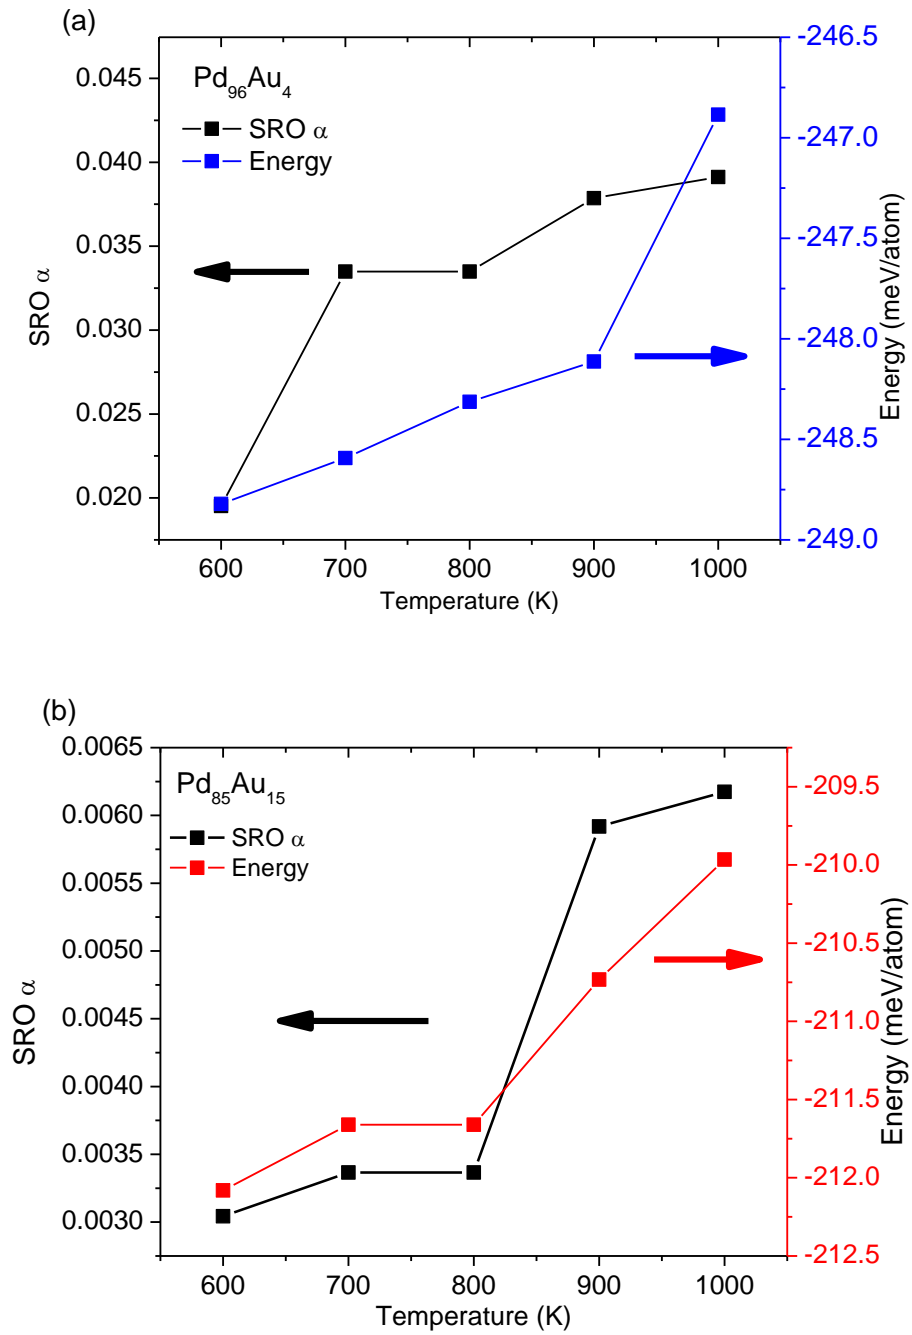 (a)
Pd96Au4
SRO α
Energy
0.045
0.040
0.035
0.030
0.025
0.020
SRO α
-246.5
-247.0
-247.5
-248.0
-248.5
-249.0
Energy (meV/atom)
600 700 800 900 1000
Temperature (K)
(b)
Pd85Au15
SRO α
Energy
0.0065
0.0060
0.0055
0.0050
0.0045
0.0040
0.0035
0.0030
SRO α
-209.5
-210.0
-210.5
-211.0
-211.5
-212.0
-212.5
Energy (meV/atom)
600 700 800 900 1000
Temperature (K)